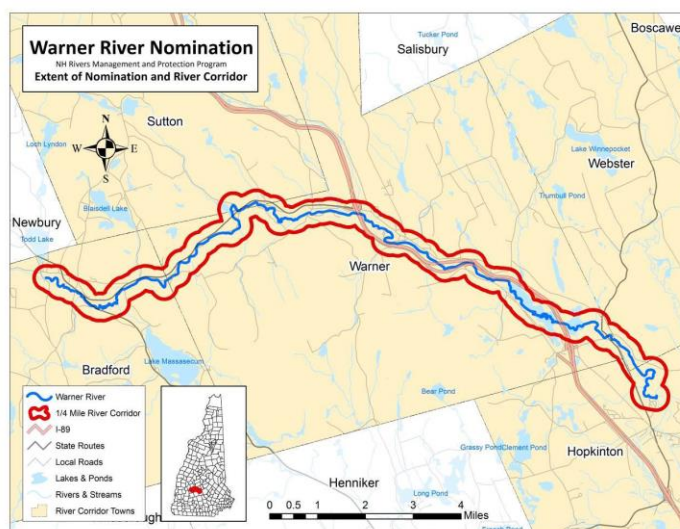 Warner River Nomination
NH Rivers Management and Protection Program
Extent of Nomination and River Corridor
Tucker Pond
Boscawe
Salisbury
N
W E
S
Sutton
Loch Lyndon
Lake Winnepocket
Webster
Blaisdell Lake
Trumbull Pond
Newbury
Todd Lake
Warner
Bradford
Lake Massasecum
Bear Pond
Warner River
1/4 Mile River Corridor
I-89
State Routes
Local Roads
Lakes & Ponds
Rivers & Streams
River Corridor Towns
Hopkinton
Grassy Pond
Clement Pond
Henniker
Long Pond
0 0.5 1 2 3 4
Miles